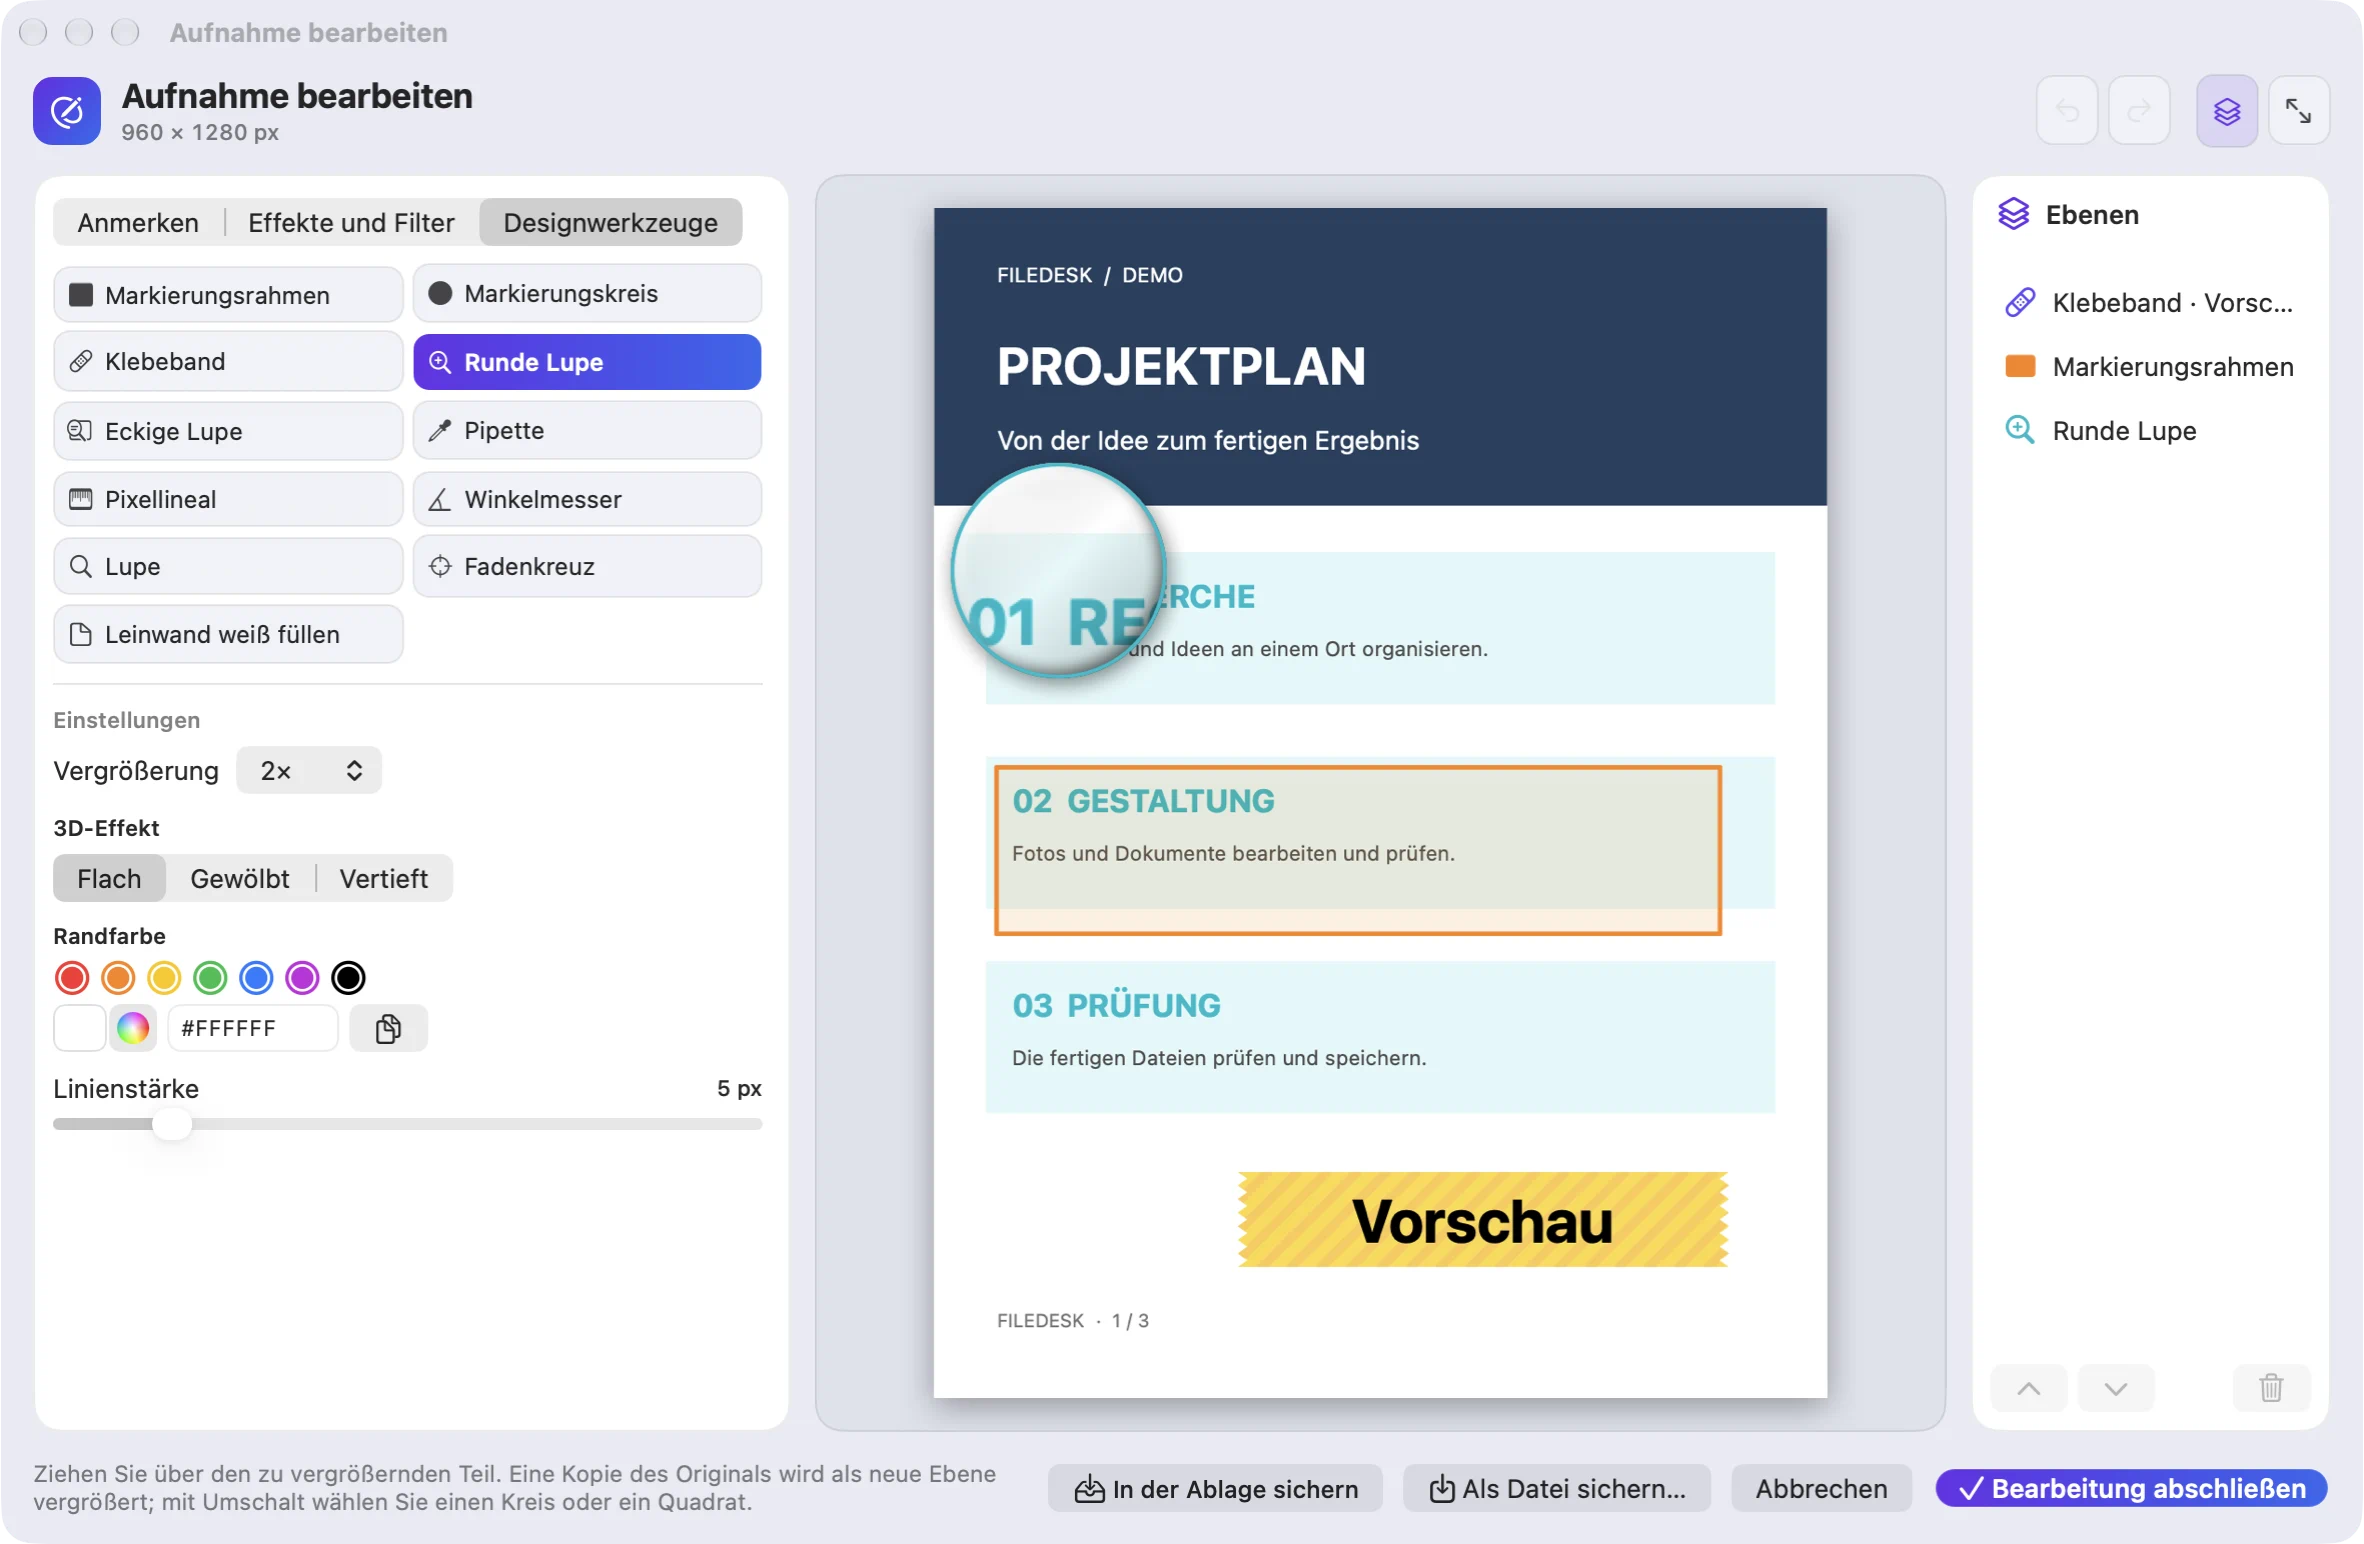 Aufnahme bearbeiten
Aufnahme bearbeiten
960 × 1280 px
Anmerken
Effekte und Filter
Designwerkzeuge
Markierungsrahmen
Markierungskreis
Klebeband
Runde Lupe
Eckige Lupe
Pipette
Pixellineal
Winkelmesser
Lupe
Fadenkreuz
Leinwand weiß füllen
Einstellungen
Vergrößerung 2×
3D-Effekt
Flach
Gewölbt
Vertieft
Randfarbe
#FFFFFF
Linienstärke 5 px
FILEDESK / DEMO
PROJEKTPLAN
Von der Idee zum fertigen Ergebnis
01 RE ERCHE
und Ideen an einem Ort organisieren.
02 GESTALTUNG
Fotos und Dokumente bearbeiten und prüfen.
03 PRÜFUNG
Die fertigen Dateien prüfen und speichern.
Vorschau
FILEDESK · 1 / 3
Ebenen
Klebeband · Vorsc...
Markierungsrahmen
Runde Lupe
Ziehen Sie über den zu vergrößernden Teil. Eine Kopie des Originals wird als neue Ebene
vergrößert; mit Umschalt wählen Sie einen Kreis oder ein Quadrat.
In der Ablage sichern
Als Datei sichern...
Abbrechen
Bearbeitung abschließen